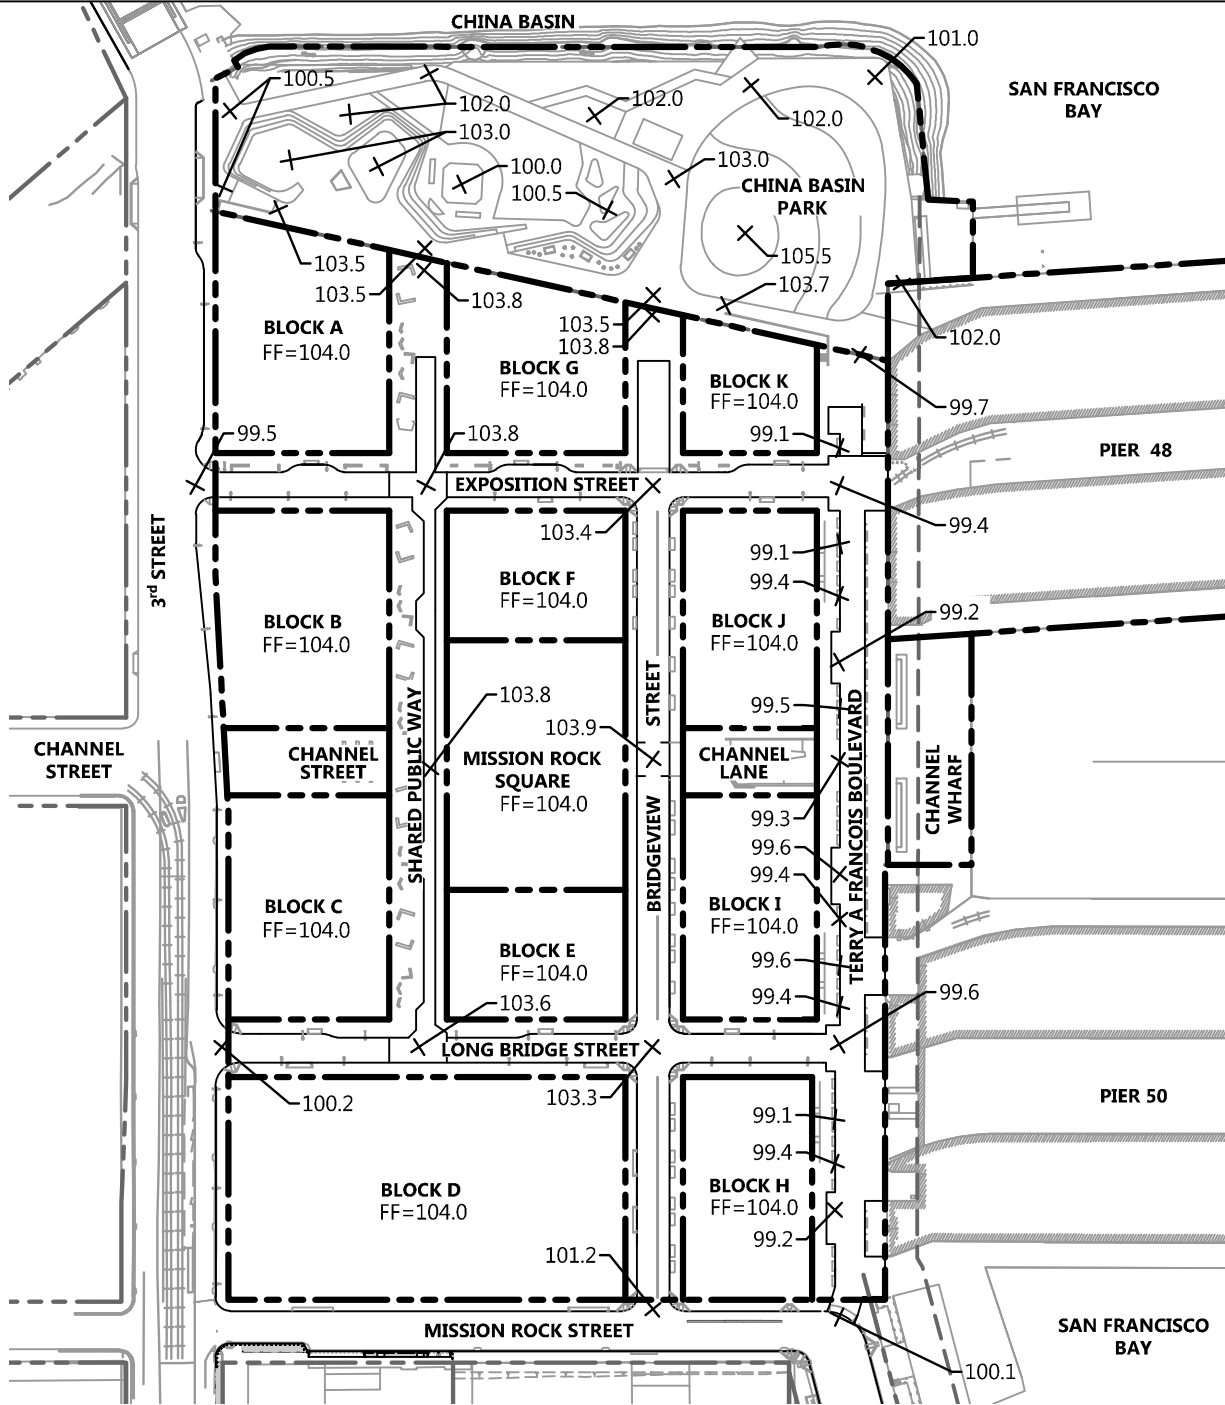 CHINA BASIN
101.0
SAN FRANCISCO
BAY
100.5
102.0
102.0
102.0
103.0
103.0
100.0
100.5
CHINA BASIN
PARK
105.5
103.5
103.5
103.8
103.7
103.5
103.8
102.0
BLOCK A
FF=104.0
BLOCK G
FF=104.0
BLOCK K
FF=104.0
99.7
99.5
103.8
99.1
PIER 48
EXPOSITION STREET
103.4
99.4
3rd STREET
99.1
99.4
BLOCK F
FF=104.0
BLOCK B
FF=104.0
BLOCK J
FF=104.0
99.2
103.8
STREET
99.5
103.9
CHANNEL
STREET
CHANNEL
STREET
SHARED PUBLIC WAY
MISSION ROCK
SQUARE
FF=104.0
CHANNEL
LANE
TERRY A FRANCOIS BOULEVARD
CHANNEL
WHARF
BRIDGEVIEW
99.3
99.6
99.4
BLOCK C
FF=104.0
BLOCK I
FF=104.0
BLOCK E
FF=104.0
99.6
99.4
99.6
103.6
LONG BRIDGE STREET
103.3
100.2
99.1
99.4
PIER 50
BLOCK D
FF=104.0
BLOCK H
FF=104.0
99.2
101.2
MISSION ROCK STREET
100.1
SAN FRANCISCO
BAY